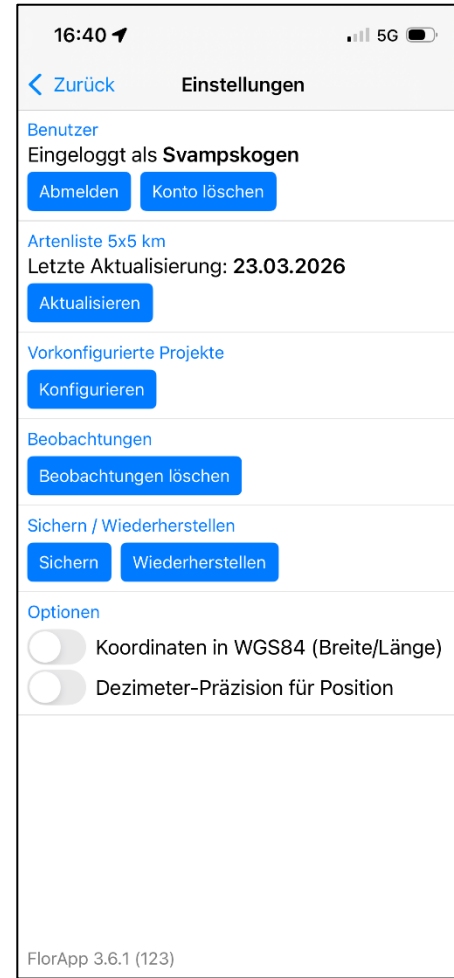 16:40 5G
Zurück Einstellungen
Benutzer
Eingeloggt als Svampskogen
Abmelden Konto löschen
Artenliste 5x5 km
Letzte Aktualisierung: 23.03.2026
Aktualisieren
Vorkonfigurierte Projekte
Konfigurieren
Beobachtungen
Beobachtungen löschen
Sichern / Wiederherstellen
Sichern Wiederherstellen
Optionen
Koordinaten in WGS84 (Breite/Länge)
Dezimeter-Präzision für Position
FlorApp 3.6.1 (123)